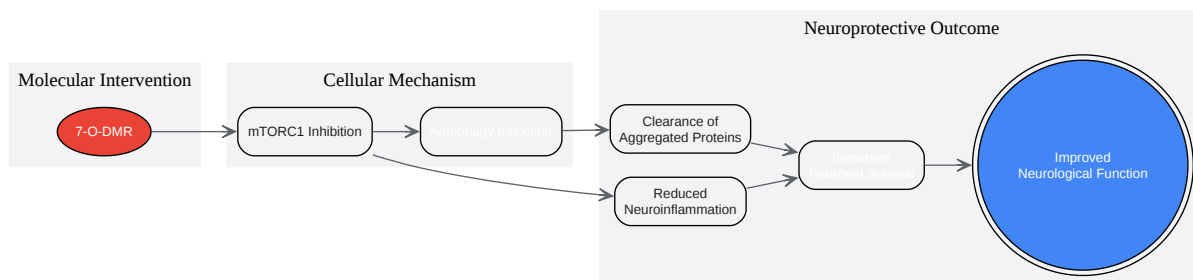 Molecular Intervention
7-O-DMR
Cellular Mechanism
mTORC1 Inhibition
Autophagy Induction
Neuroprotective Outcome
Clearance of
Aggregated Proteins
Reduced
Neuroinflammation
Increased
Neuronal Survival
Improved
Neurological Function